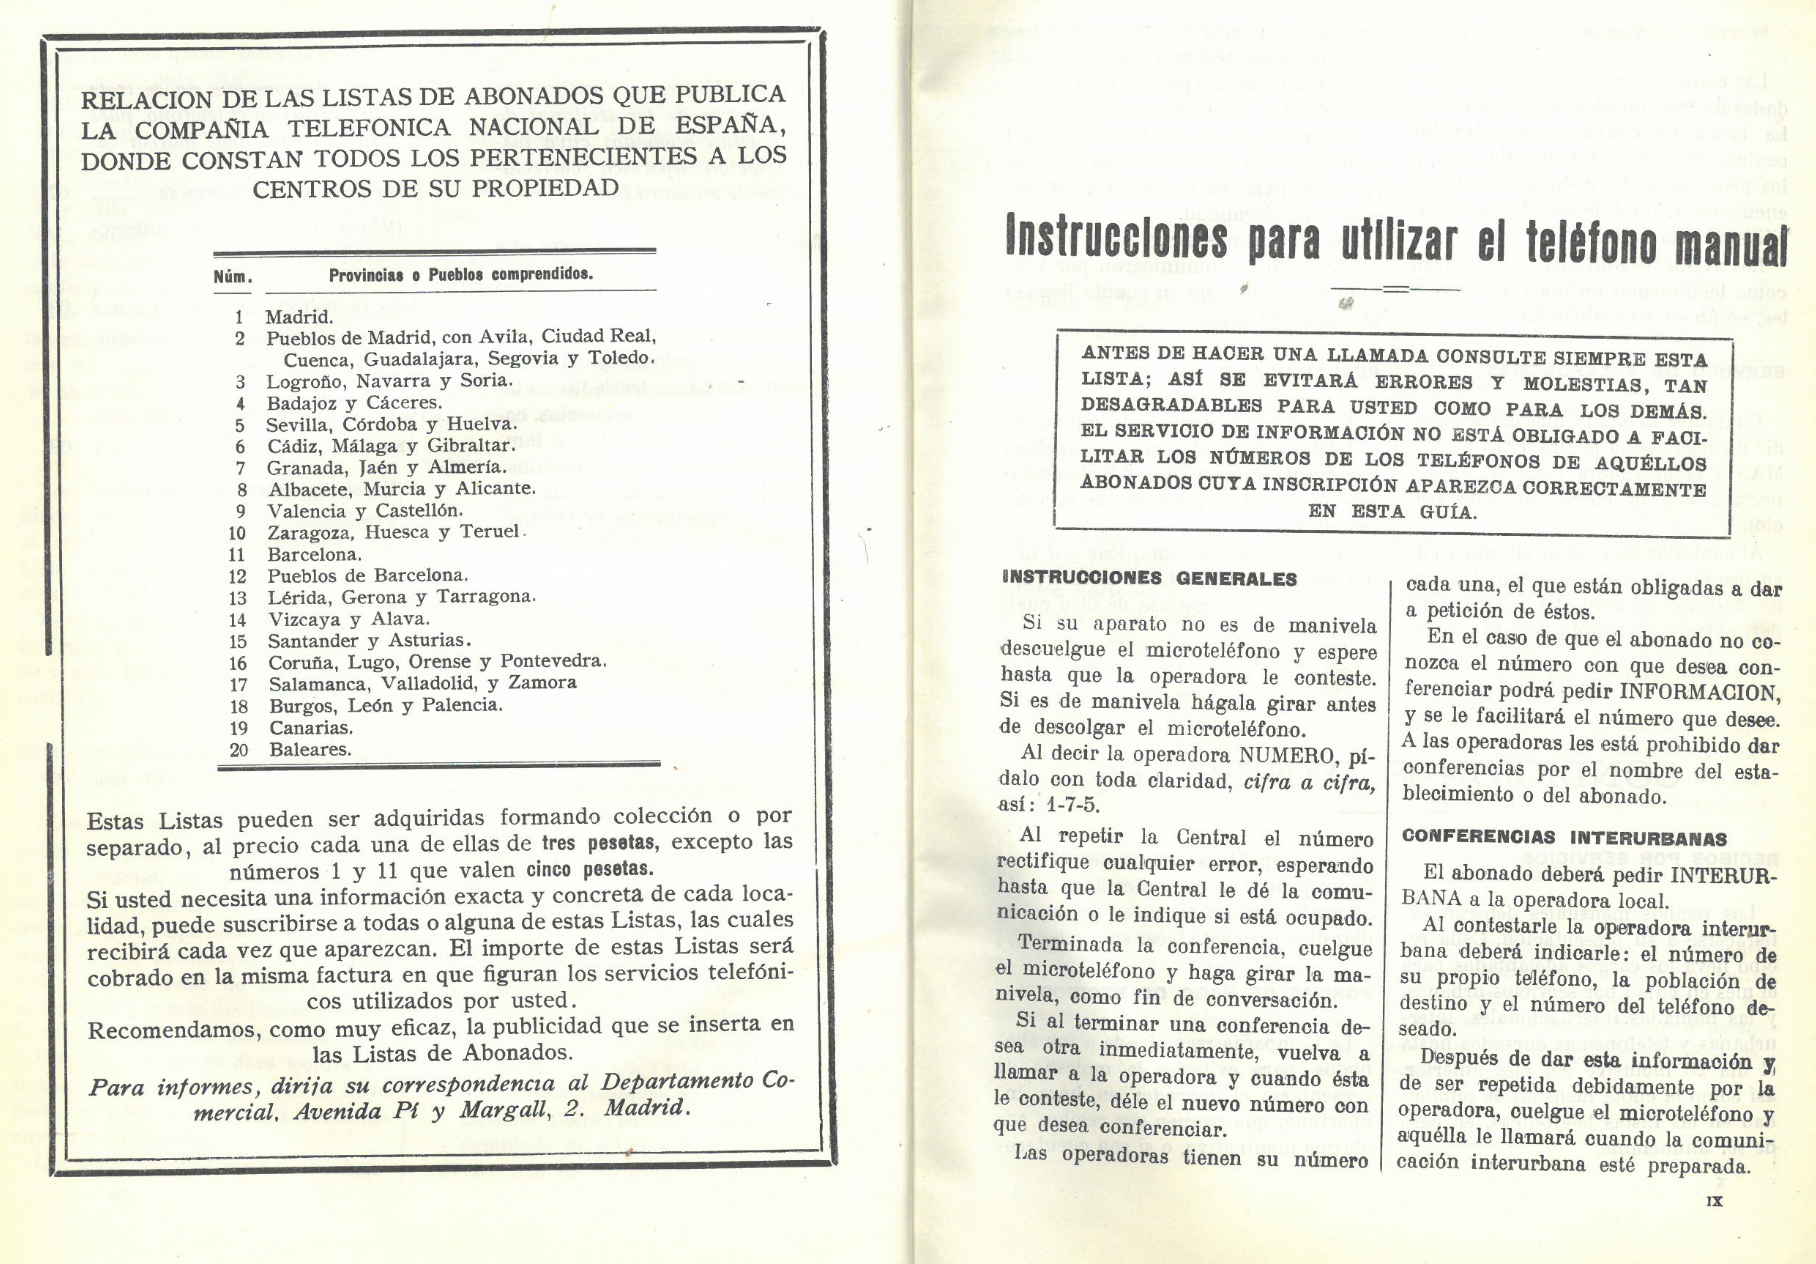 RELACION DE LAS LISTAS DE ABONADOS QUE PUBLICA
LA COMPAÑIA TELEFONICA NACIONAL DE ESPAÑA,
DONDE CONSTAN TODOS LOS PERTENECIENTES A LOS
CENTROS DE SU PROPIEDAD
Núm. Provincias o Pueblos comprendidos.
1 Madrid.
2 Pueblos de Madrid, con Avila, Ciudad Real,
Cuenca, Guadalajara, Segovia y Toledo.
3 Logroño, Navarra y Soria.
4 Badajoz y Cáceres.
5 Sevilla, Córdoba y Huelva.
6 Cádiz, Málaga y Gibraltar.
7 Granada, Jaén y Almería.
8 Albacete, Murcia y Alicante.
9 Valencia y Castellón.
10 Zaragoza, Huesca y Teruel.
11 Barcelona.
12 Pueblos de Barcelona.
13 Lérida, Gerona y Tarragona.
14 Vizcaya y Alava.
15 Santander y Asturias.
16 Coruña, Lugo, Orense y Pontevedra.
17 Salamanca, Valladolid, y Zamora
18 Burgos, León y Palencia.
19 Canarias.
20 Baleares.
Estas Listas pueden ser adquiridas formando colección o por
separado, al precio cada una de ellas de tres pesetas, excepto las
números 1 y 11 que valen cinco pesetas.
Si usted necesita una información exacta y concreta de cada loca-
lidad, puede suscribirse a todas o alguna de estas Listas, las cuales
recibirá cada vez que aparezcan. El importe de estas Listas será
cobrado en la misma factura en que figuran los servicios telefóni-
cos utilizados por usted.
Recomendamos, como muy eficaz, la publicidad que se inserta en
las Listas de Abonados.
Para informes, dirija su correspondencia al Departamento Co-
mercial, Avenida Pí y Margall, 2. Madrid.
Instrucciones para utilizar el teléfono manual
ANTES DE HACER UNA LLAMADA CONSULTE SIEMPRE ESTA
LISTA; ASÍ SE EVITARÁ ERRORES Y MOLESTIAS, TAN
DESAGRADABLES PARA USTED COMO PARA LOS DEMÁS.
EL SERVICIO DE INFORMACIÓN NO ESTÁ OBLIGADO A FACI-
LITAR LOS NÚMEROS DE LOS TELÉFONOS DE AQUÉLLOS
ABONADOS CUYA INSCRIPCIÓN APAREZCA CORRECTAMENTE
EN ESTA GUÍA.
INSTRUCCIONES GENERALES
Si su aparato no es de manivela
descuelgue el microteléfono y espere
hasta que la operadora le conteste.
Si es de manivela hágala girar antes
de descolgar el microteléfono.
Al decir la operadora NUMERO, pí-
dalo con toda claridad, cifra a cifra,
así: 1-7-5.
Al repetir la Central el número
rectifique cualquier error, esperando
hasta que la Central le dé la comu-
nicación o le indique si está ocupado.
Terminada la conferencia, cuelgue
el microteléfono y haga girar la ma-
nivela, como fin de conversación.
Si al terminar una conferencia de-
sea otra inmediatamente, vuelva a
llamar a la operadora y cuando ésta
le conteste, déle el nuevo número con
que desea conferenciar.
Las operadoras tienen su número
cada una, el que están obligadas a dar
a petición de éstos.
En el caso de que el abonado no co-
nozca el número con que desea con-
ferenciar podrá pedir INFORMACION,
y se le facilitará el número que desee.
A las operadoras les está prohibido dar
conferencias por el nombre del esta-
blecimiento o del abonado.
CONFERENCIAS INTERURBANAS
El abonado deberá pedir INTERUR-
BANA a la operadora local.
Al contestarle la operadora interur-
bana deberá indicarle: el número de
su propio teléfono, la población de
destino y el número del teléfono de-
seado.
Después de dar esta información y
de ser repetida debidamente por la
operadora, cuelgue el microteléfono y
aquélla le llamará cuando la comuni-
cación interurbana esté preparada.
IX